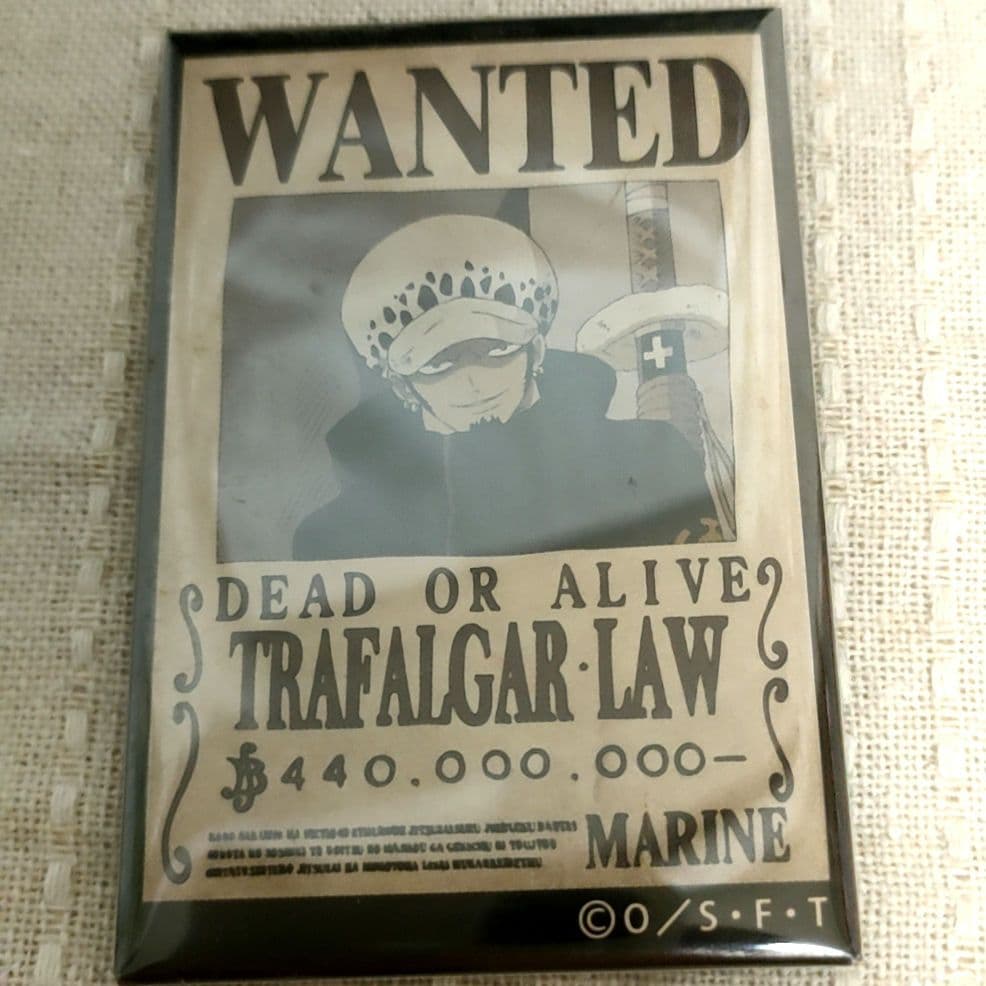 WANTED
DEAD OR ALIVE
TRAFALGAR·LAW
440.000.000-
MARINE
©O/S・F・T